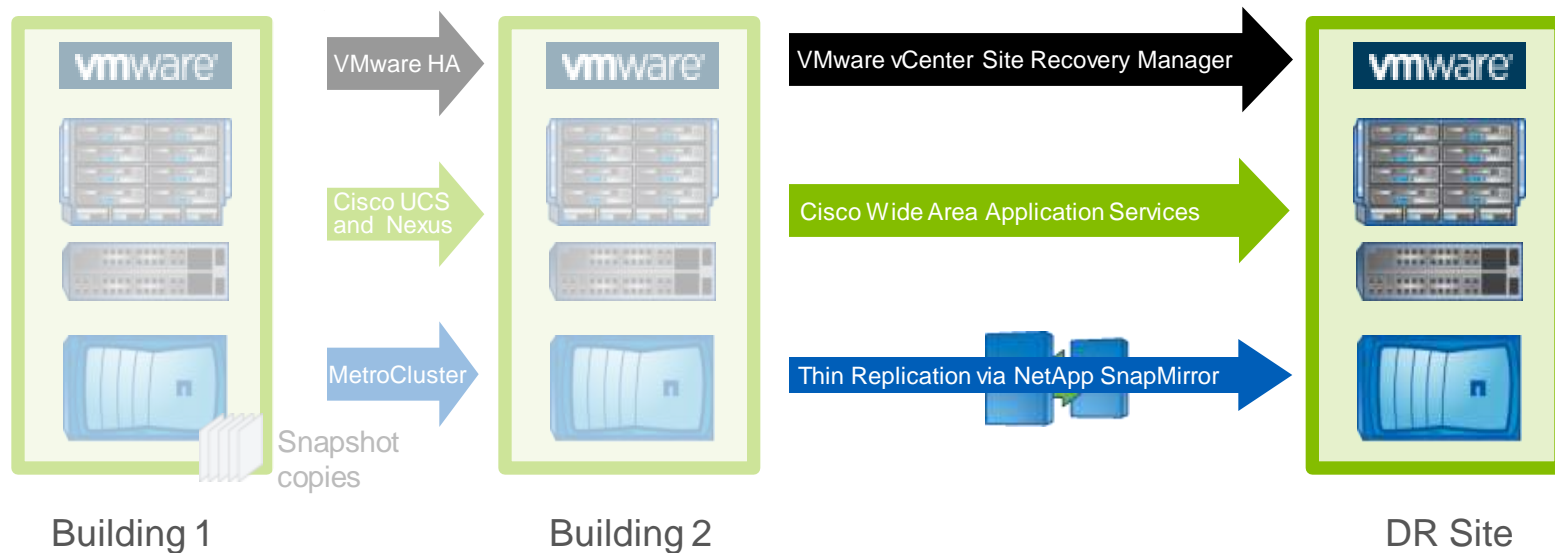 vmware
VMware HA
vmware
VMware vCenter Site Recovery Manager
vmware
Cisco UCS
and Nexus
Cisco Wide Area Application Services
MetroCluster
Thin Replication via NetApp SnapMirror
Snapshot
copies
Building 1
Building 2
DR Site